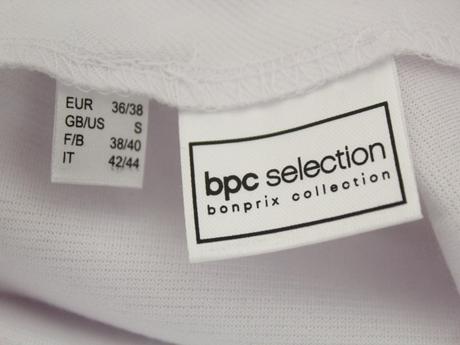 EUR 36/38
GB/US S
F/B 38/40
IT 42/44
bpc selection
bonprix collection